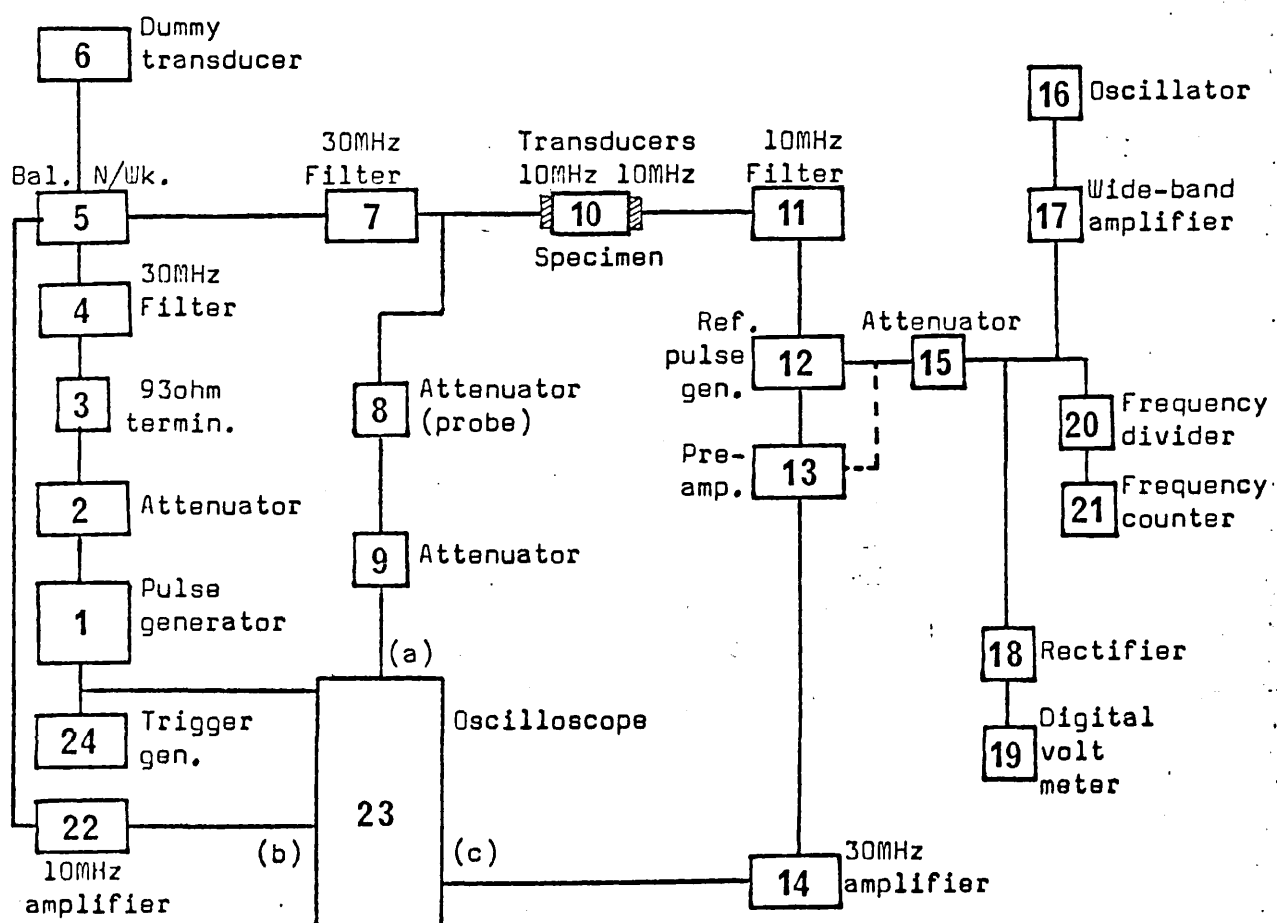 Dummy
transducer
6
16
Oscillator
30MHz
Filter
Transducers
10MHz 10MHz
10MHz
Filter
Bal. N/Wk.
5
7
10
11
17
Wide-band
amplifier
Specimen
30MHz
Filter
4
Ref.
pulse
gen.
12
Attenuator
15
3
93ohm
termin.
8
Attenuator
(probe)
Pre-
amp.
13
20
Frequency
divider
21
Frequency
counter
2
Attenuator
9
Attenuator
1
Pulse
generator
(a)
18
Rectifier
24
Trigger
gen.
Oscilloscope
19
Digital
volt
meter
22
23
(b)
(c)
10MHz
amplifier
14
30MHz
amplifier